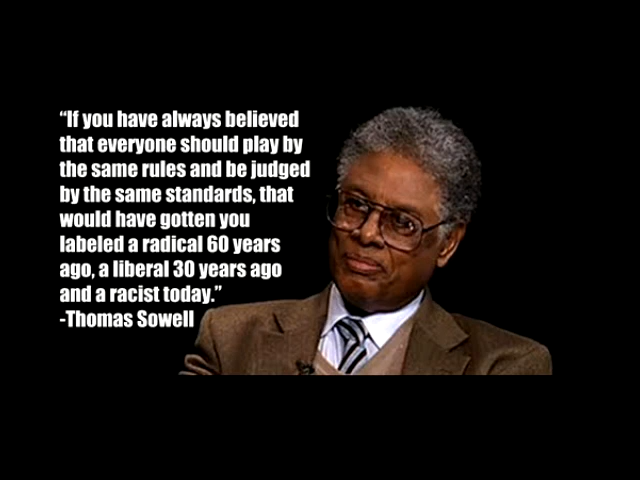 “If you have always believed
that everyone should play by
the same rules and be judged
by the same standards, that
would have gotten you
labeled a radical 60 years
ago, a liberal 30 years ago
and a racist today.”
-Thomas Sowell